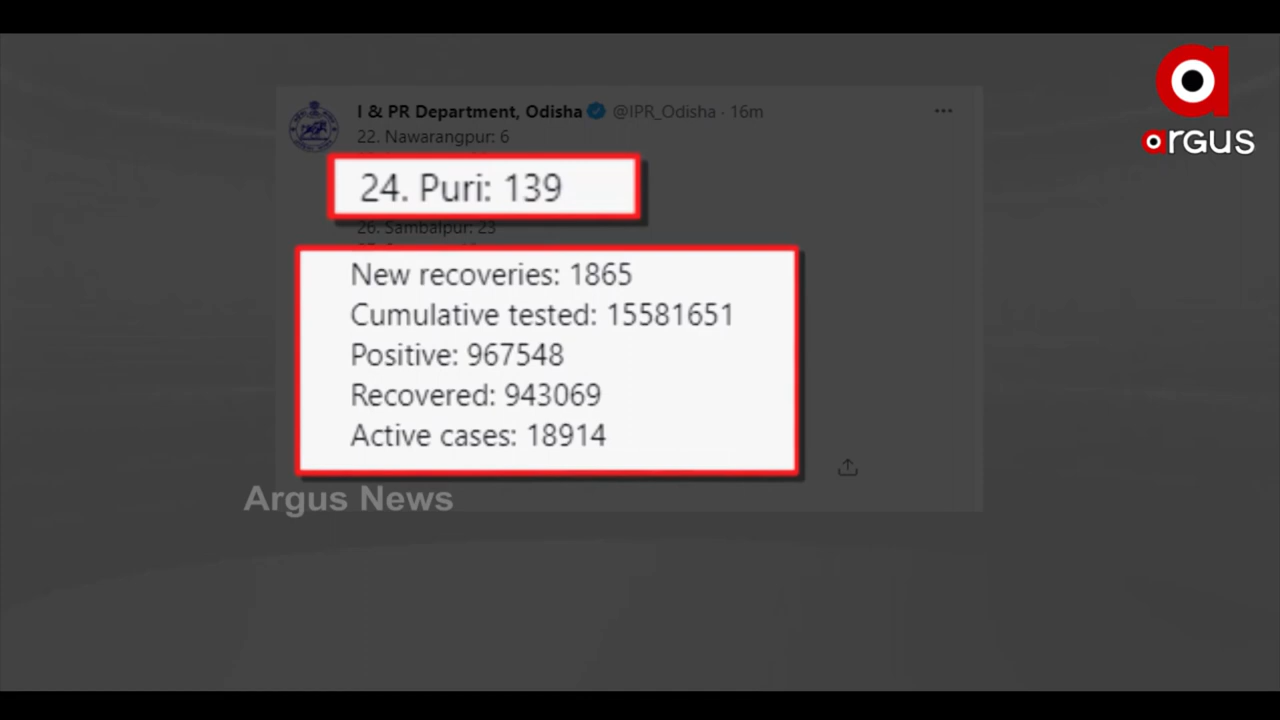 I & PR Department, Odisha @IPR_Odisha · 16m
22. Nawarangpur: 6
24. Puri: 139
26. Sambalpur: 23
New recoveries: 1865
Cumulative tested: 15581651
Positive: 967548
Recovered: 943069
Active cases: 18914
Argus News
argus